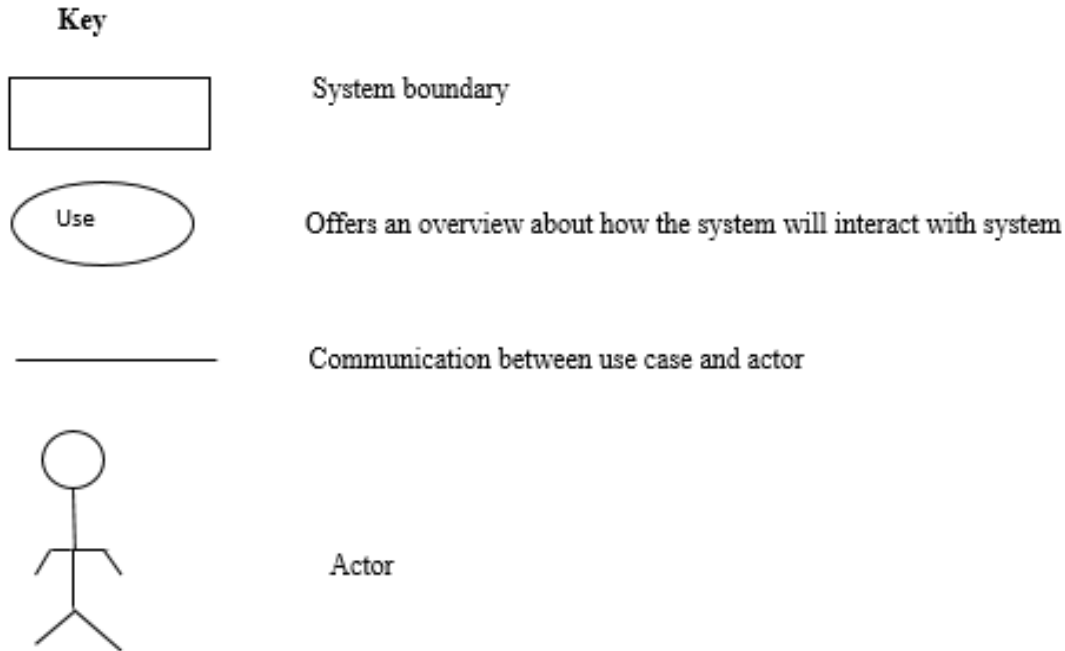 Key
System boundary
Use
Offers an overview about how the system will interact with system
Communication between use case and actor
Actor